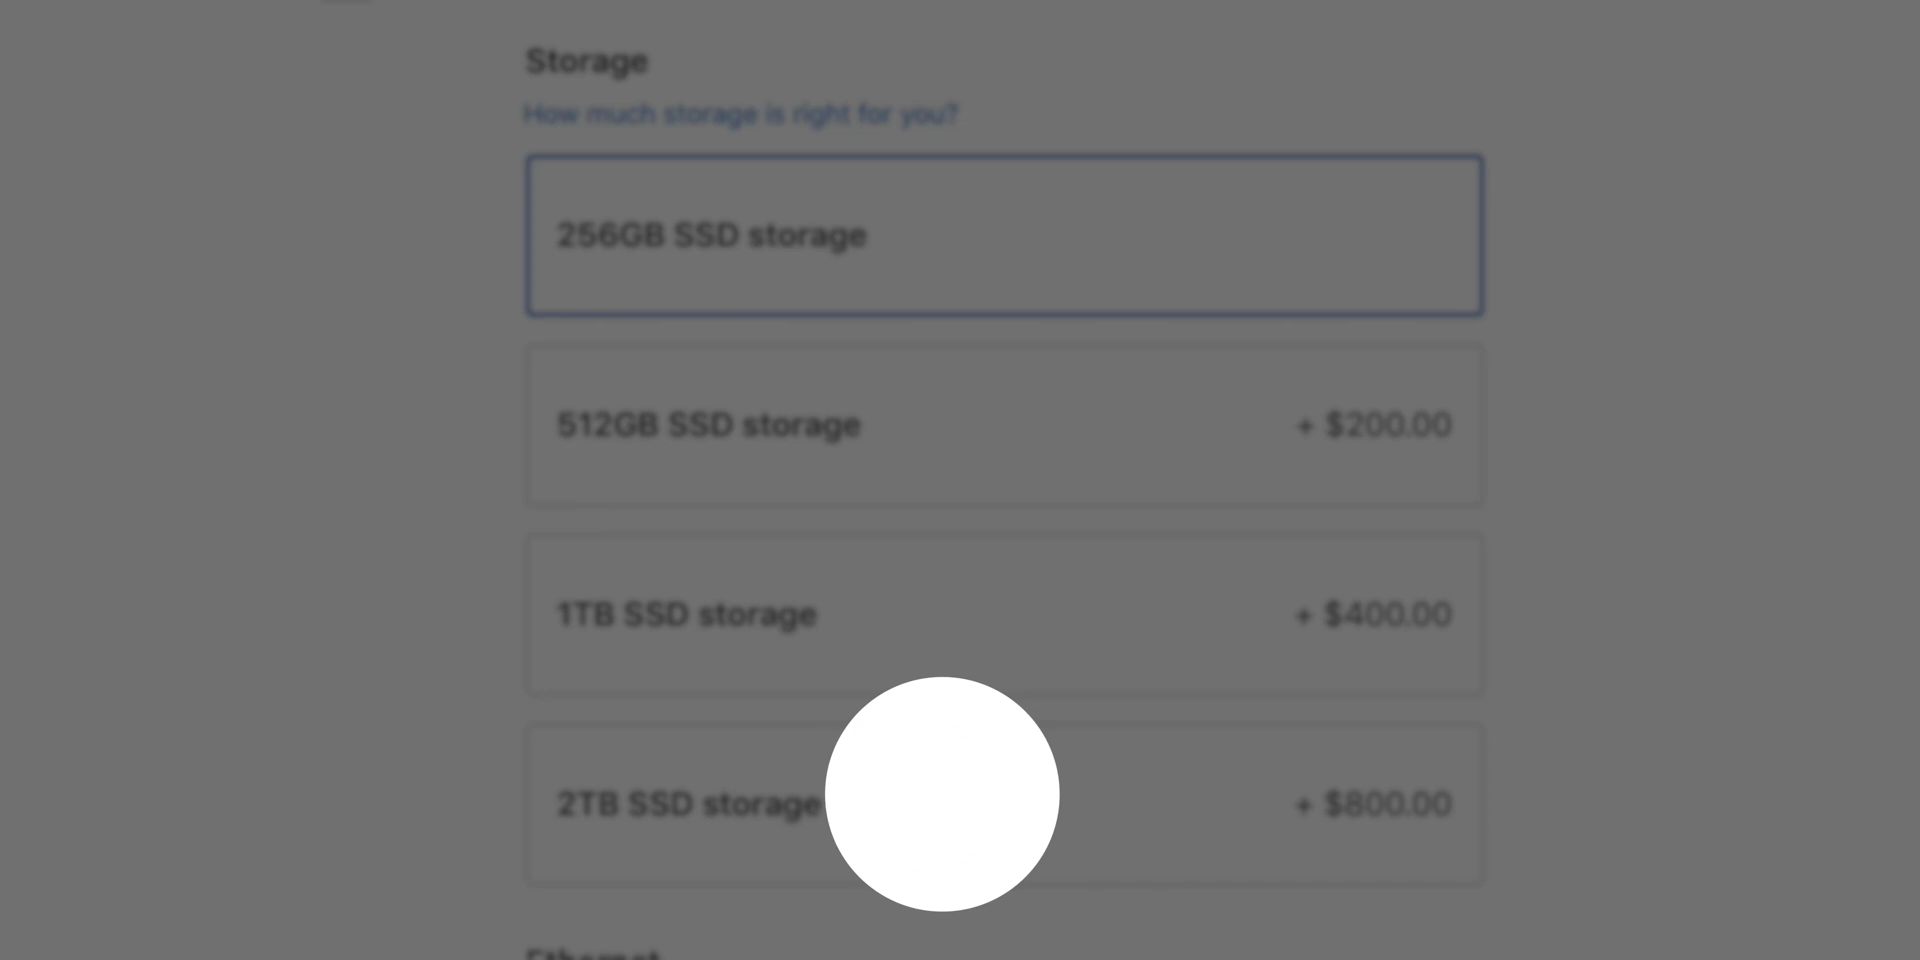 Storage
How much storage is right for you?
256GB SSD storage
512GB SSD storage + $200.00
1TB SSD storage + $400.00
2TB SSD storage + $800.00
Ethernet